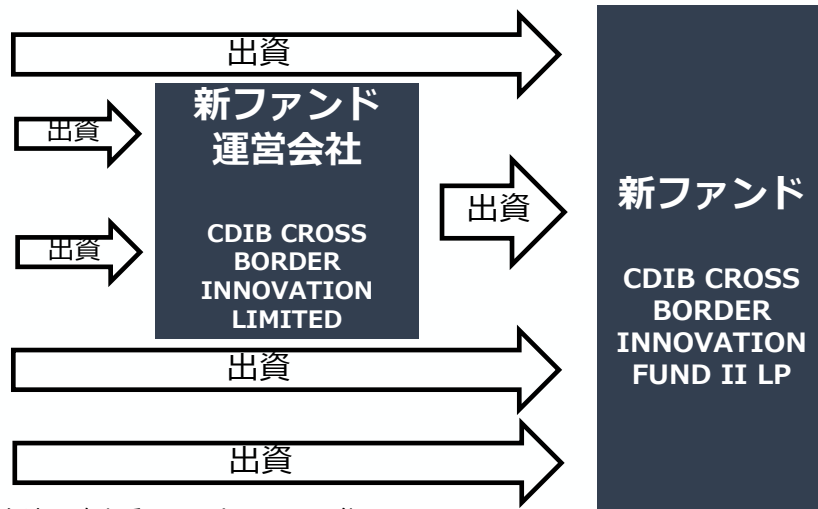 出資
新ファンド
運営会社
CDIB CROSS
BORDER
INNOVATION
LIMITED
出資
出資
出資
新ファンド
CDIB CROSS
BORDER
INNOVATION
FUND II LP
出資
出資